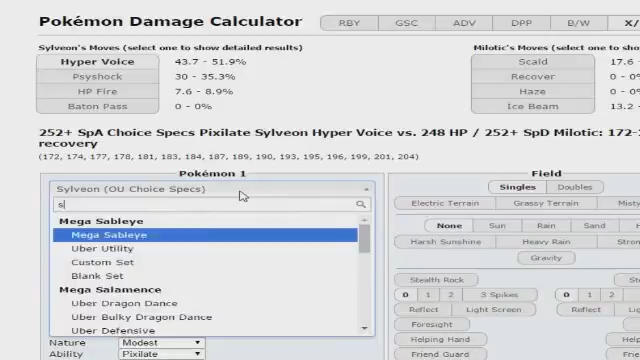 Pokémon Damage Calculator
RBY GSC ADV DPP B/W X/
Sylveon's Moves (select one to show detailed results)
Milotic's Moves (select one to sho
Hyper Voice 43.7 - 51.9%
Psyshock 30 - 35.3%
HP Fire 7.6 - 8.9%
Baton Pass 0 - 0%
Scald 17.6 -
Recover 0 - 0%
Haze 0 - 0%
Ice Beam 13.2 -
252+ SpA Choice Specs Pixilate Sylveon Hyper Voice vs. 248 HP / 252+ SpD Milotic: 172-
recovery
(172, 174, 177, 178, 181, 183, 184, 187, 189, 190, 193, 195, 196, 199, 201, 204)
Pokémon 1
Sylveon (OU Choice Specs)
s
Mega Sableye
Mega Sableye
Uber Utility
Custom Set
Blank Set
Mega Salamence
Uber Dragon Dance
Uber Bulky Dragon Dance
Uber Defensive
Nature Modest
Ability Pixilate
Field
Singles Doubles
Electric Terrain Grassy Terrain Misty
None Sun Rain Sand
Harsh Sunshine Heavy Rain Stron
Gravity
Stealth Rock Ste
0 1 2 3 Spikes 0 1 2
Reflect Light Screen Reflect Light
Foresight
Helping Hand Help
Friend Guard Frien